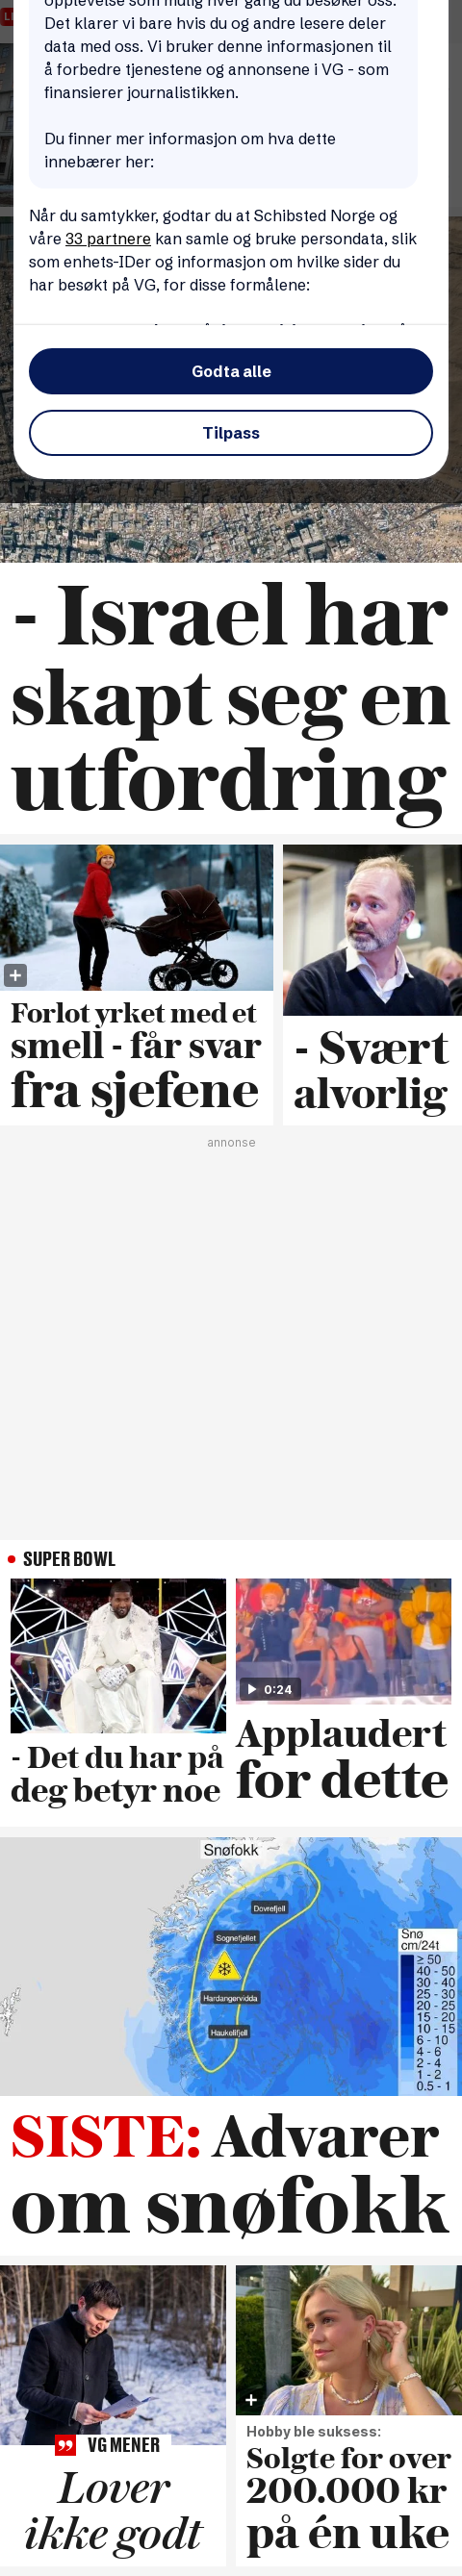 opplevelse som mulig hver gang du besøker oss.
Det klarer vi bare hvis du og andre lesere deler
data med oss. Vi bruker denne informasjonen til
å forbedre tjenestene og annonsene i VG - som
finansierer journalistikken.
Du finner mer informasjon om hva dette
innebærer her:
Når du samtykker, godtar du at Schibsted Norge og
våre 33 partnere kan samle og bruke persondata, slik
som enhets-IDer og informasjon om hvilke sider du
har besøkt på VG, for disse formålene:
Godta alle
Tilpass
- Israel har
skapt seg en
utfordring
Forlot yrket med et
smell - får svar
fra sjefene
- Svært
alvorlig
annonse
SUPER BOWL
0:24
- Det du har på
deg betyr noe
Applaudert
for dette
Snøfokk
Dovrefjell
Sognefjellet
Hardangervidda
Haukelifjell
Snø
cm/24t
≥ 50
40 - 50
30 - 40
25 - 30
20 - 25
15 - 20
10 - 15
6 - 10
4 - 6
2 - 4
1 - 2
0.5 - 1
SISTE: Advarer
om snøfokk
VG MENER
Lover
ikke godt
Hobby ble suksess:
Solgte for over
200.000 kr
på én uke